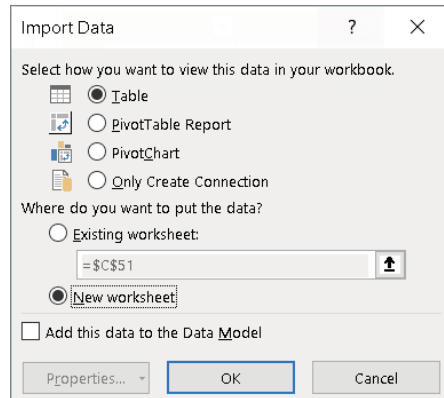 Import Data ? ×
Select how you want to view this data in your workbook.
Table
PivotTable Report
PivotChart
Only Create Connection
Where do you want to put the data?
Existing worksheet:
=$C$51
New worksheet
Add this data to the Data Model
Properties... OK Cancel